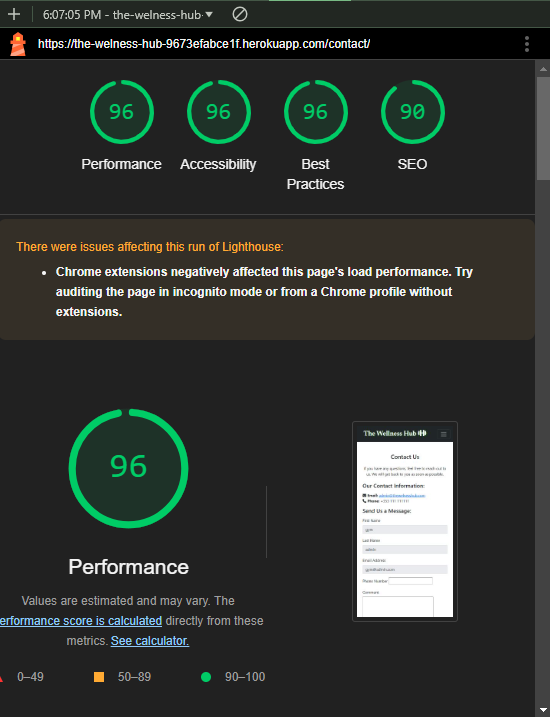 6:07:05 PM - the-welness-hub-
https://the-welness-hub-9673efabce1f.herokuapp.com/contact/
96 96 96 90
Performance Accessibility Best Practices SEO
There were issues affecting this run of Lighthouse:
• Chrome extensions negatively affected this page's load performance. Try
auditing the page in incognito mode or from a Chrome profile without
extensions.
96
Performance
Values are estimated and may vary. The
erformance score is calculated directly from these
metrics. See calculator.
0–49 50–89 90–100
The Wellness Hub
Contact Us
If you have any questions, feel free to reach out to
us. We will get back to you as soon as possible.
Our Contact Information:
Email:
Phone:
Send Us a Message:
First Name
gym
Last Name
admin
Email Address
Phone Number
Comment